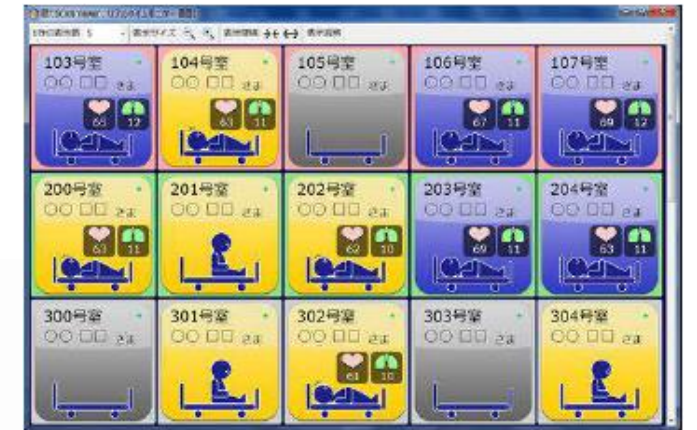 103号室
○○ □□ さま
65 12
104号室
○○ □□ さま
63 11
105号室
○○ □□ さま
106号室
○○ □□ さま
67 11
107号室
○○ □□ さま
69 12
200号室
○○ □□ さま
63 11
201号室
○○ □□ さま
202号室
○○ □□ さま
62 10
203号室
○○ □□ さま
69 11
204号室
○○ □□ さま
63 11
300号室
○○ □□ さま
301号室
○○ □□ さま
302号室
○○ □□ さま
61 10
303号室
○○ □□ さま
304号室
○○ □□ さま